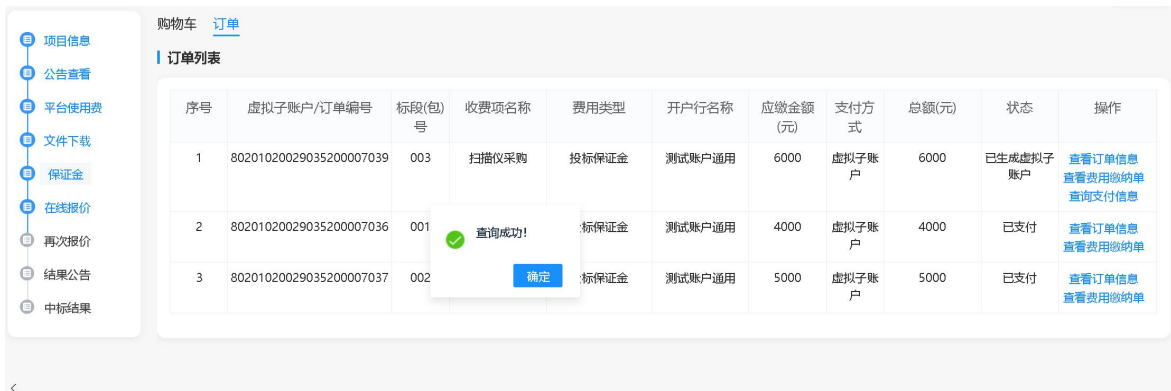 购物车 订单
项目信息
公告查看
平台使用费
文件下载
保证金
在线报价
再次报价
结果公告
中标结果
订单列表
序号 虚拟子账户/订单编号 标段(包)号 收费项名称 费用类型 开户行名称 应缴金额(元) 支付方式 总额(元) 状态 操作
1 80201020029035200007039 003 扫描仪采购 投标保证金 测试账户通用 6000 虚拟子账户 6000 已生成虚拟子账户 查看订单信息
查看费用缴纳单
查询支付信息
2 80201020029035200007036 001 标保证金 测试账户通用 4000 虚拟子账户 4000 已支付 查看订单信息
查看费用缴纳单
3 80201020029035200007037 002 标保证金 测试账户通用 5000 虚拟子账户 5000 已支付 查看订单信息
查看费用缴纳单
查询成功!
确定